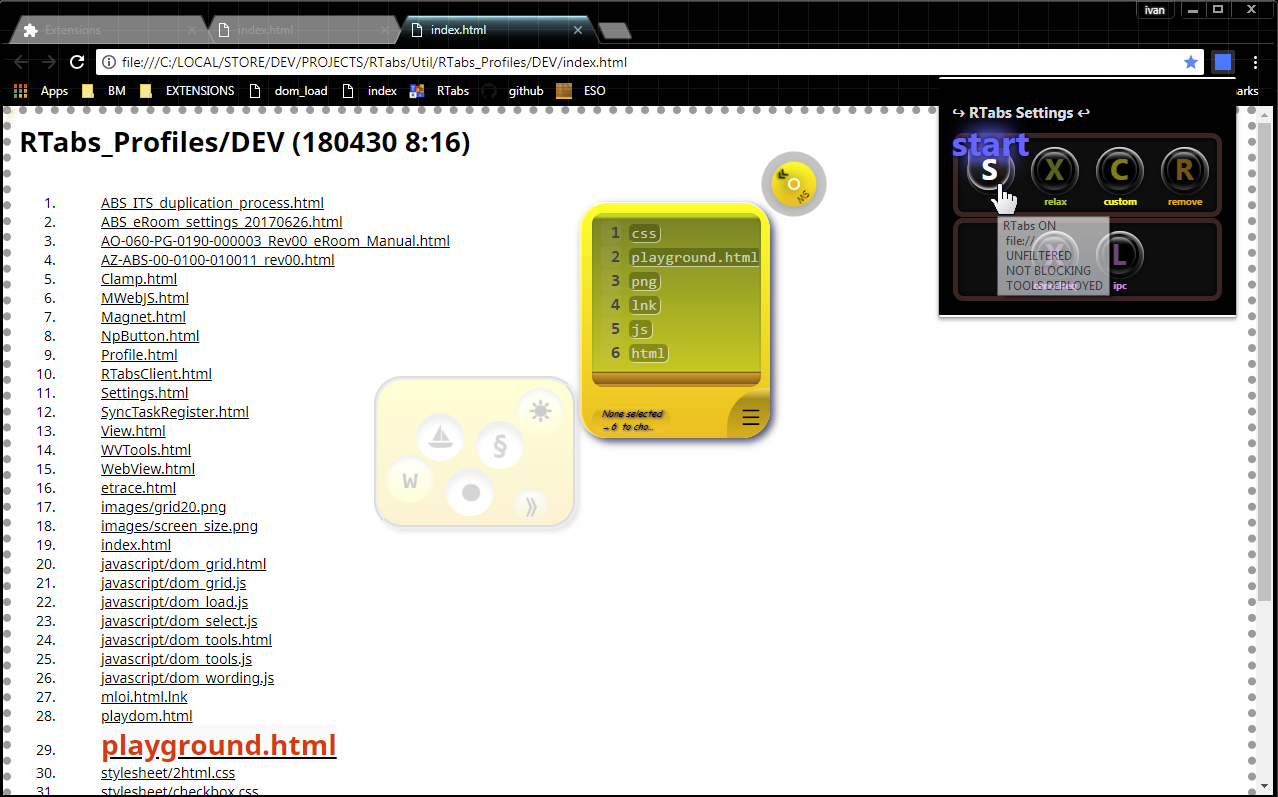 ivan
Extensions
index.html
index.html
file:///C:/LOCAL/STORE/DEV/PROJECTS/RTabs/Util/RTabs_Profiles/DEV/index.html
Apps BM EXTENSIONS dom_load index RTabs github ESO arks
RTabs_Profiles/DEV (180430 8:16)
1. ABS_ITS_duplication_process.html
2. ABS_eRoom_settings_20170626.html
3. AO-060-PG-0190-000003_Rev00_eRoom_Manual.html
4. AZ-ABS-00-0100-010011_rev00.html
5. Clamp.html
6. MWebJS.html
7. Magnet.html
8. NpButton.html
9. Profile.html
10. RTabsClient.html
11. Settings.html
12. SyncTaskRegister.html
13. View.html
14. WVTools.html
15. WebView.html
16. etrace.html
17. images/grid20.png
18. images/screen_size.png
19. index.html
20. javascript/dom_grid.html
21. javascript/dom_grid.js
22. javascript/dom_load.js
23. javascript/dom_select.js
24. javascript/dom_tools.html
25. javascript/dom_tools.js
26. javascript/dom_wording.js
27. mloi.html.lnk
28. playdom.html
29. playground.html
30. stylesheet/2html.css
31. stylesheet/checkbox.css
§
W
MS
1 css
2 playground.html
3 png
4 lnk
5 js
6 html
None selected
→ 6 to cho...
☰
↪ RTabs Settings ↩
start
S X C R
relax custom remove
RTabs ON
file://
UNFILTERED
NOT BLOCKING
TOOLS DEPLOYED
X L
ipc